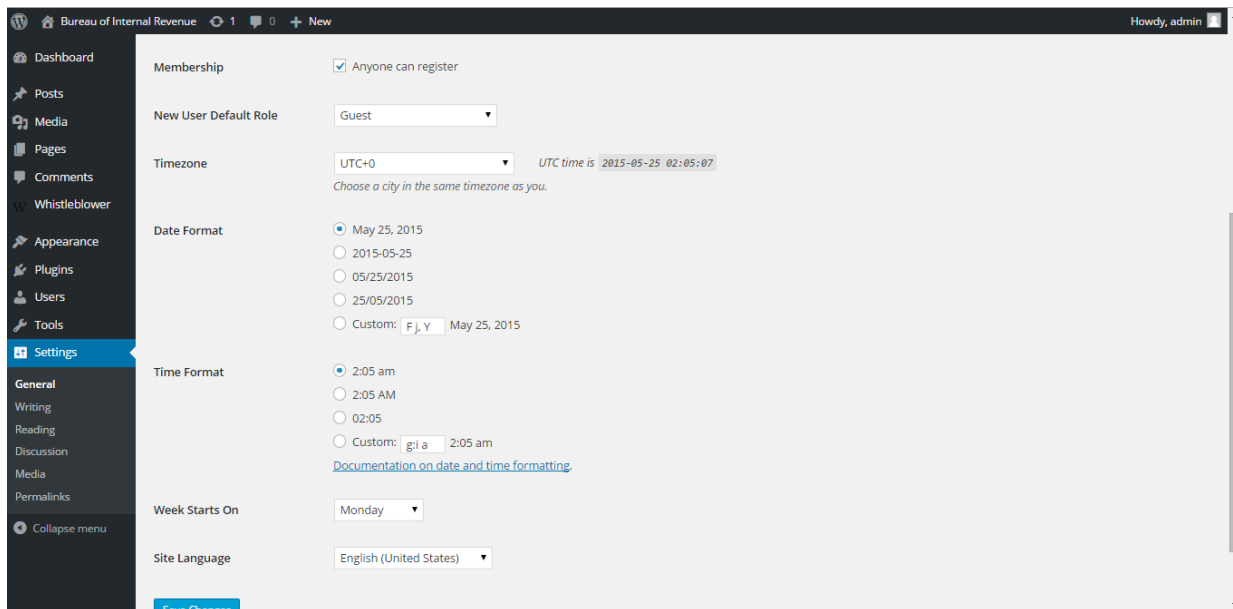 Bureau of Internal Revenue 1 0 + New Howdy, admin
Dashboard
Posts
Media
Pages
Comments
Whistleblower
Appearance
Plugins
Users
Tools
Settings
General
Writing
Reading
Discussion
Media
Permalinks
Collapse menu
Membership Anyone can register
New User Default Role Guest
Timezone UTC+0 UTC time is 2015-05-25 02:05:07
Choose a city in the same timezone as you.
Date Format May 25, 2015
2015-05-25
05/25/2015
25/05/2015
Custom: F j, Y May 25, 2015
Time Format 2:05 am
2:05 AM
02:05
Custom: g:i a 2:05 am
Documentation on date and time formatting.
Week Starts On Monday
Site Language English (United States)
Save Changes